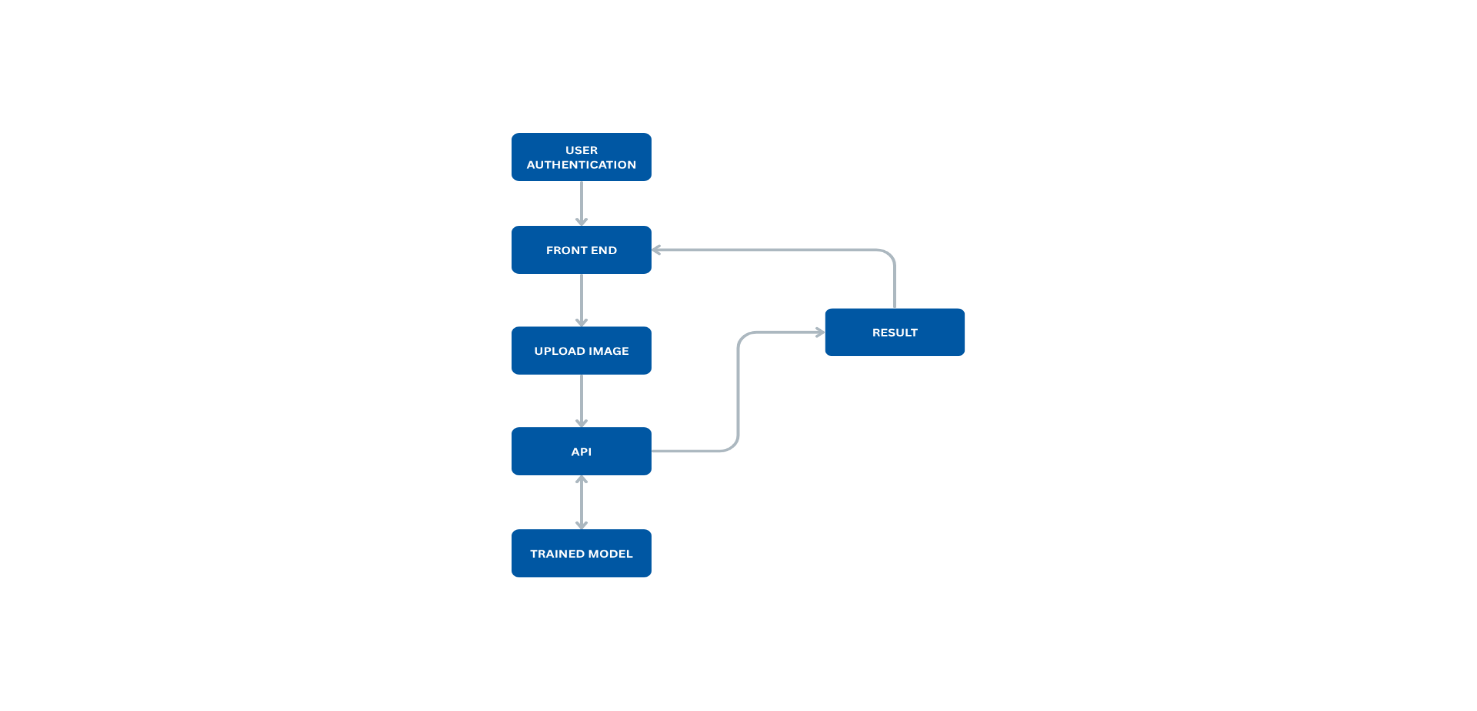 USER
AUTHENTICATION
FRONT END
UPLOAD IMAGE
RESULT
API
TRAINED MODEL